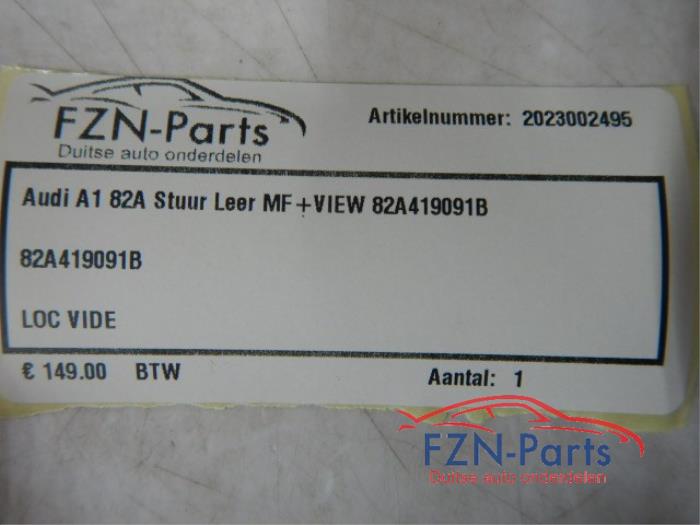 FZN-Parts
Duitse auto onderdelen
Artikelnummer: 2023002495
Audi A1 82A Stuur Leer MF+VIEW 82A419091B
82A419091B
LOC VIDE
€ 149.00 BTW
Aantal: 1
FZN-Parts
Duitse auto onderdelen